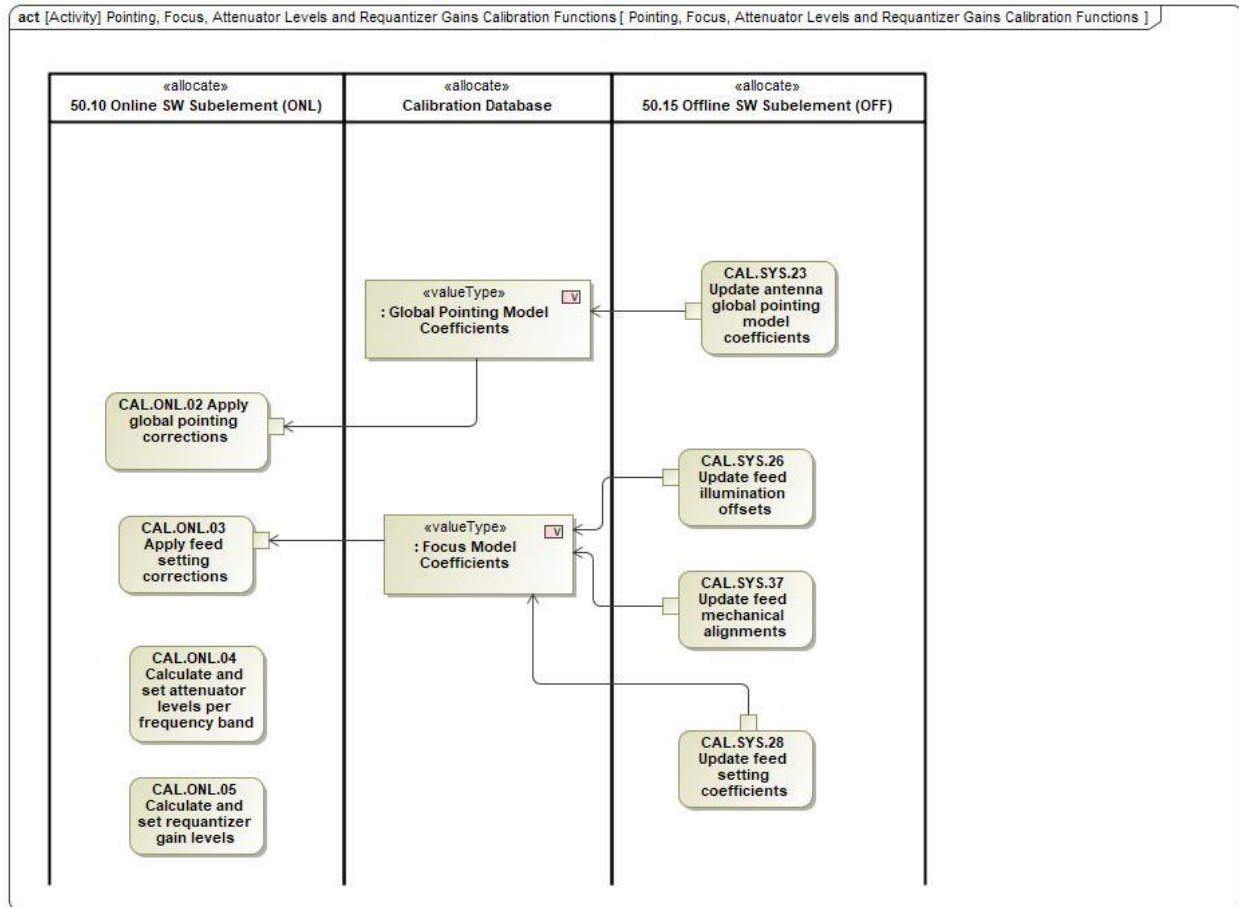 act [Activity] Pointing, Focus, Attenuator Levels and Requantizer Gains Calibration Functions [ Pointing, Focus, Attenuator Levels and Requantizer Gains Calibration Functions ]
«allocate»
50.10 Online SW Subelement (ONL)
«allocate»
Calibration Database
«allocate»
50.15 Offline SW Subelement (OFF)
CAL.SYS.23
Update antenna
global pointing
model
coefficients
«valueType»
V
: Global Pointing Model
Coefficients
CAL.ONL.02 Apply
global pointing
corrections
CAL.SYS.26
Update feed
illumination
offsets
CAL.ONL.03
Apply feed
setting
corrections
«valueType»
V
: Focus Model
Coefficients
CAL.SYS.37
Update feed
mechanical
alignments
CAL.ONL.04
Calculate and
set attenuator
levels per
frequency band
CAL.SYS.28
Update feed
setting
coefficients
CAL.ONL.05
Calculate and
set requantizer
gain levels